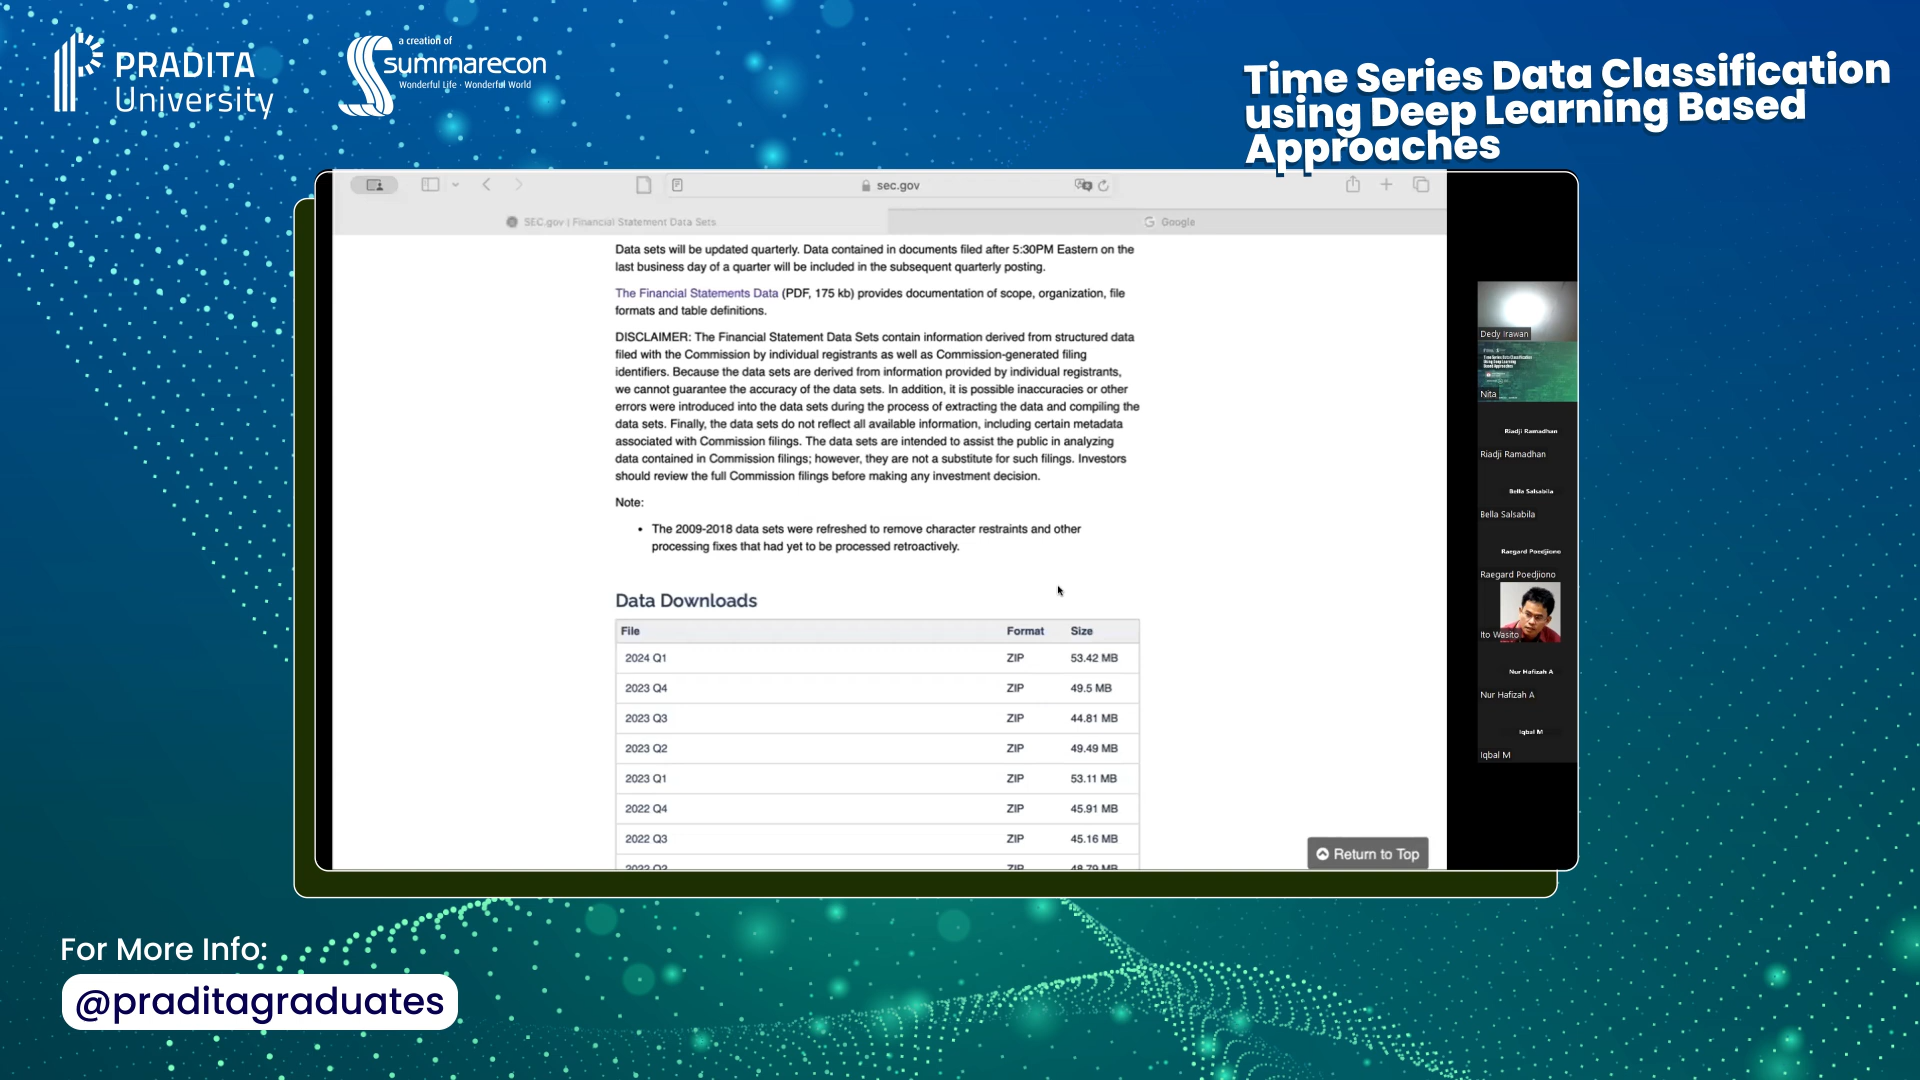 PRADITA
University
a creation of
summarecon
Wonderful Life · Wonderful World
Time Series Data Classification
using Deep Learning Based
Approaches
sec.gov
SEC.gov | Financial Statement Data Sets
Google
Data sets will be updated quarterly. Data contained in documents filed after 5:30PM Eastern on the
last business day of a quarter will be included in the subsequent quarterly posting.
The Financial Statements Data (PDF, 175 kb) provides documentation of scope, organization, file
formats and table definitions.
DISCLAIMER: The Financial Statement Data Sets contain information derived from structured data
filed with the Commission by individual registrants as well as Commission-generated filing
identifiers. Because the data sets are derived from information provided by individual registrants,
we cannot guarantee the accuracy of the data sets. In addition, it is possible inaccuracies or other
errors were introduced into the data sets during the process of extracting the data and compiling the
data sets. Finally, the data sets do not reflect all available information, including certain metadata
associated with Commission filings. The data sets are intended to assist the public in analyzing
data contained in Commission filings; however, they are not a substitute for such filings. Investors
should review the full Commission filings before making any investment decision.
Note:
• The 2009-2018 data sets were refreshed to remove character restraints and other
processing fixes that had yet to be processed retroactively.
Data Downloads
File Format Size
2024 Q1 ZIP 53.42 MB
2023 Q4 ZIP 49.5 MB
2023 Q3 ZIP 44.81 MB
2023 Q2 ZIP 49.49 MB
2023 Q1 ZIP 53.11 MB
2022 Q4 ZIP 45.91 MB
2022 Q3 ZIP 45.16 MB
2022 Q2 ZIP 48.79 MB
Return to Top
Dedy Irawan
Time Series Data Classification
Using Deep Learning
Based Approaches
Nita
Riadji Ramadhan
Riadji Ramadhan
Bella Salsabila
Bella Salsabila
Raegard Poedjiono
Raegard Poedjiono
Ito Wasito
Nur Hafizah A
Nur Hafizah A
Iqbal M
Iqbal M
For More Info:
@praditagraduates